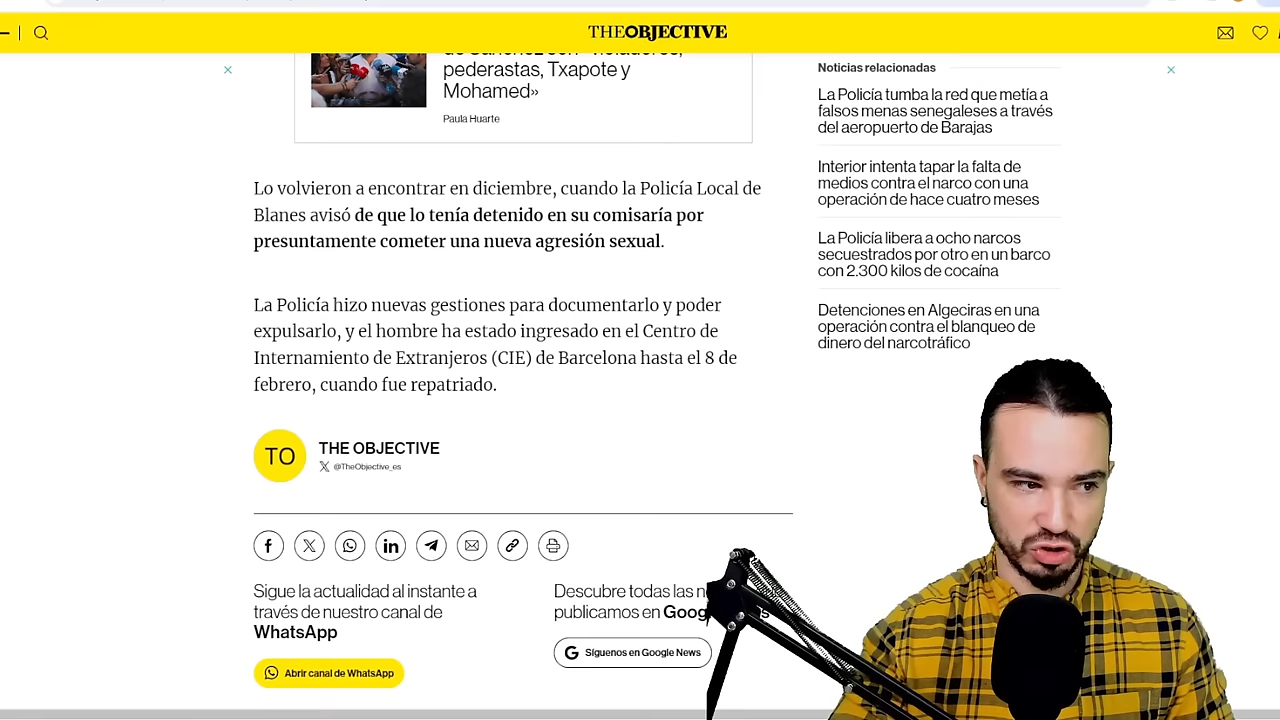 THEOBJECTIVE
pederastas, Txapote y
Mohamed»
Paula Huarte
Lo volvieron a encontrar en diciembre, cuando la Policía Local de
Blanes avisó de que lo tenía detenido en su comisaría por
presuntamente cometer una nueva agresión sexual.
La Policía hizo nuevas gestiones para documentarlo y poder
expulsarlo, y el hombre ha estado ingresado en el Centro de
Internamiento de Extranjeros (CIE) de Barcelona hasta el 8 de
febrero, cuando fue repatriado.
TO
THE OBJECTIVE
@TheObjective_es
Sigue la actualidad al instante a
través de nuestro canal de
WhatsApp
Abrir canal de WhatsApp
Descubre todas las
publicamos en
Síguenos en Google News
Noticias relacionadas
La Policía tumba la red que metía a
falsos menas senegaleses a través
del aeropuerto de Barajas
Interior intenta tapar la falta de
medios contra el narco con una
operación de hace cuatro meses
La Policía libera a ocho narcos
secuestrados por otro en un barco
con 2.300 kilos de cocaína
Detenciones en Algeciras en una
operación contra el blanqueo de
dinero del narcotráfico